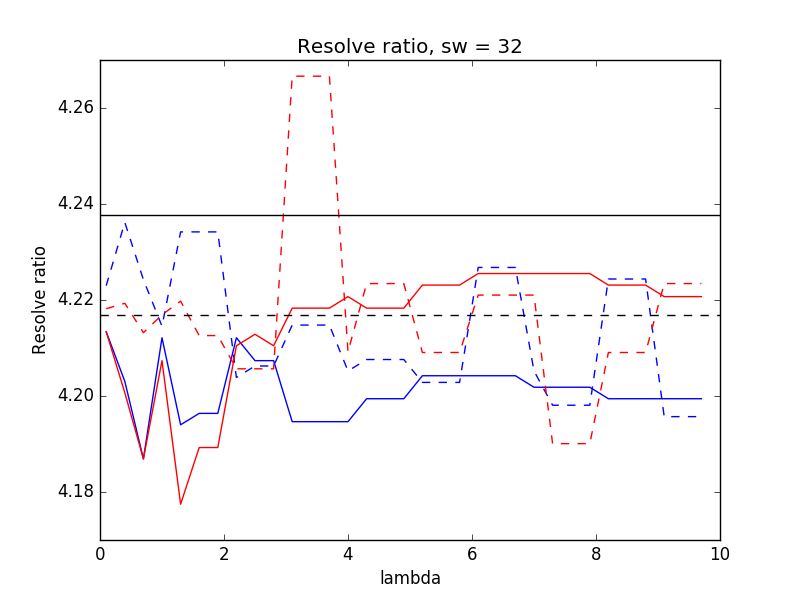 Resolve ratio, sw = 32
4.26
4.24
4.22
4.20
4.18
Resolve ratio
0 2 4 6 8 10
lambda